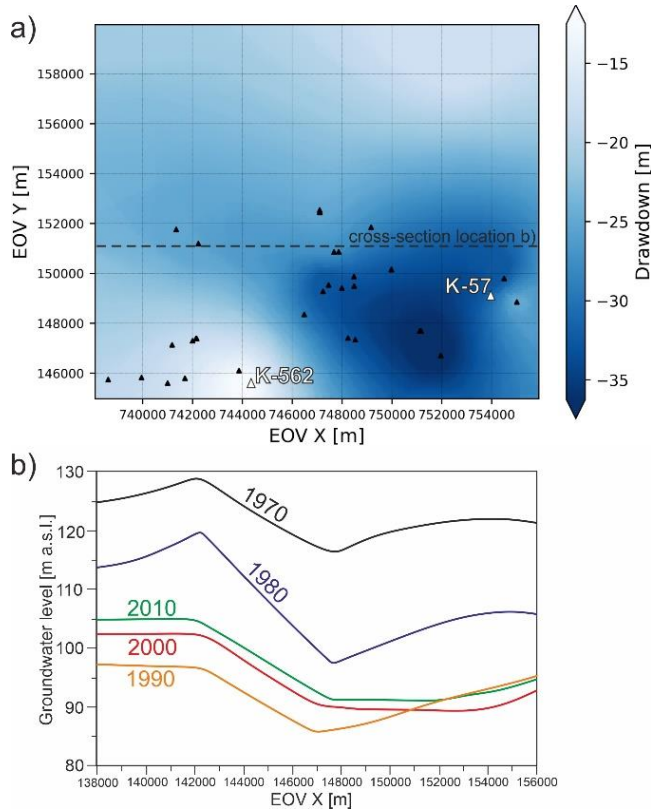 a)
158000
156000
154000
152000
150000
148000
146000
EOV Y [m]
cross-section location b)
K-57
K-562
740000 742000 744000 746000 748000 750000 752000 754000
EOV X [m]
−15
−20
−25
−30
−35
Drawdown [m]
b)
130
120
110
100
90
80
Groundwater level [m a.s.l.]
1970
1980
2010
2000
1990
138000 140000 142000 144000 146000 148000 150000 152000 154000 156000
EOV X [m]